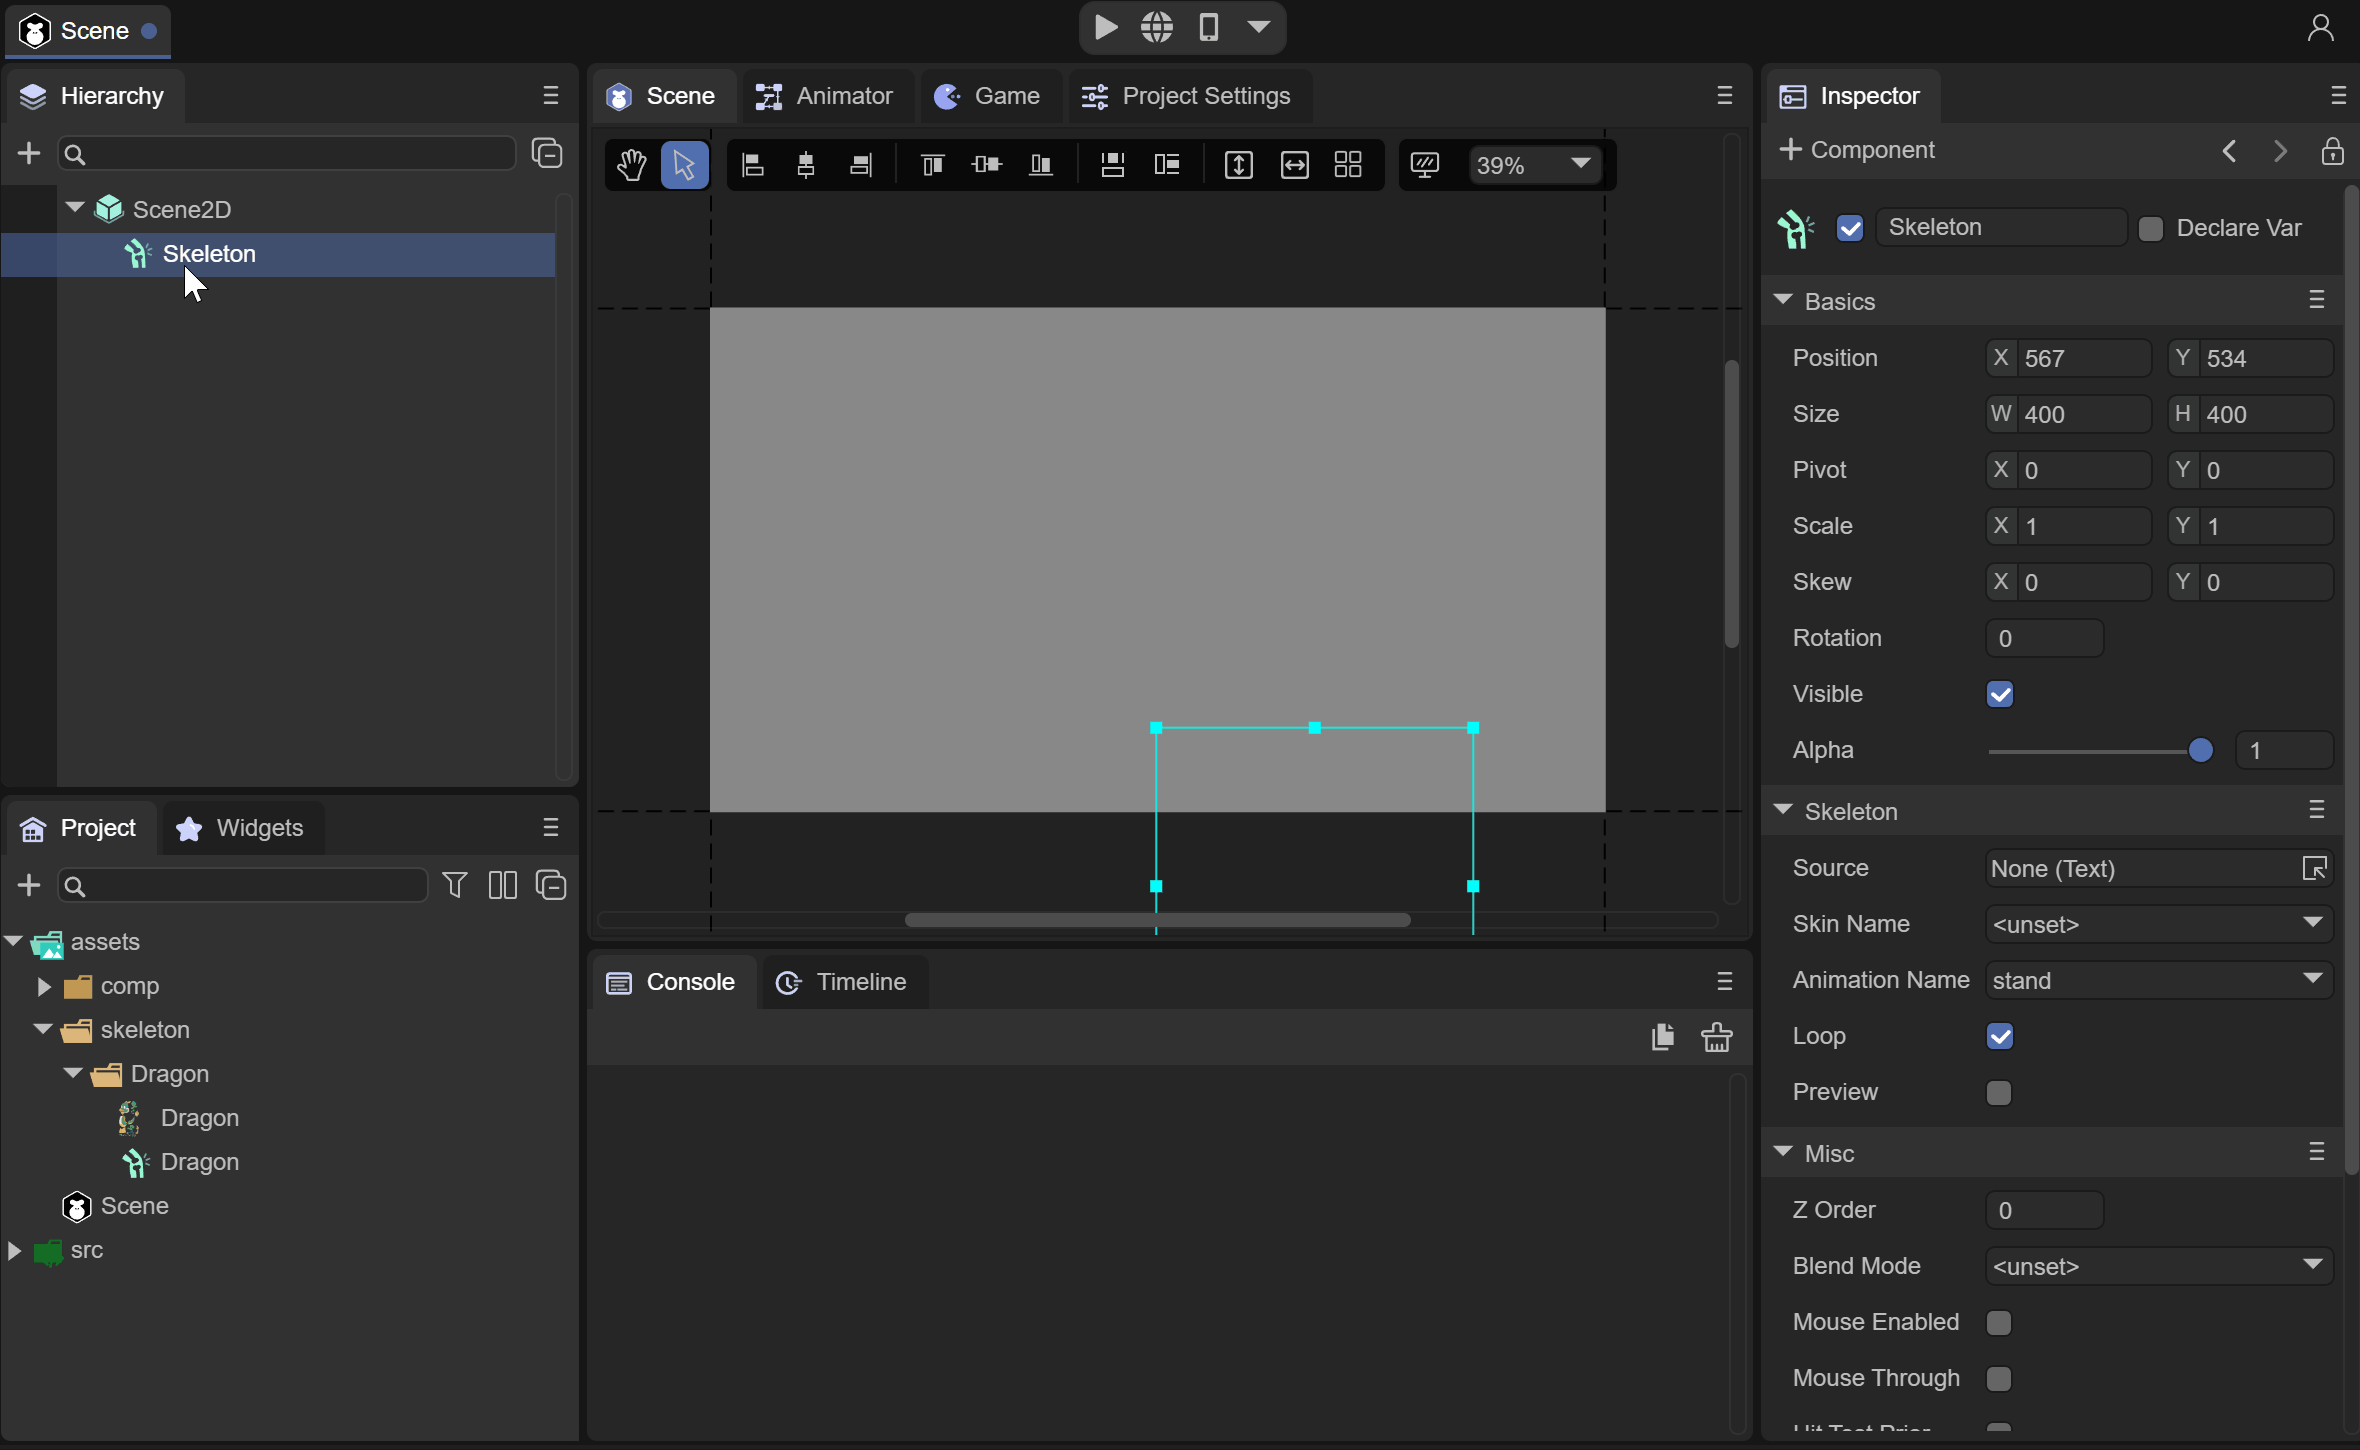 Scene
Hierarchy
Scene2D
Skeleton
Project
Widgets
assets
comp
skeleton
Dragon
Dragon
Dragon
Scene
src
Scene
Animator
Game
Project Settings
39%
Console
Timeline
Inspector
Component
Skeleton
Declare Var
Basics
Position X 567 Y 534
Size W 400 H 400
Pivot X 0 Y 0
Scale X 1 Y 1
Skew X 0 Y 0
Rotation 0
Visible
Alpha 1
Skeleton
Source None (Text)
Skin Name <unset>
Animation Name stand
Loop
Preview
Misc
Z Order 0
Blend Mode <unset>
Mouse Enabled
Mouse Through
Hit Test Prior